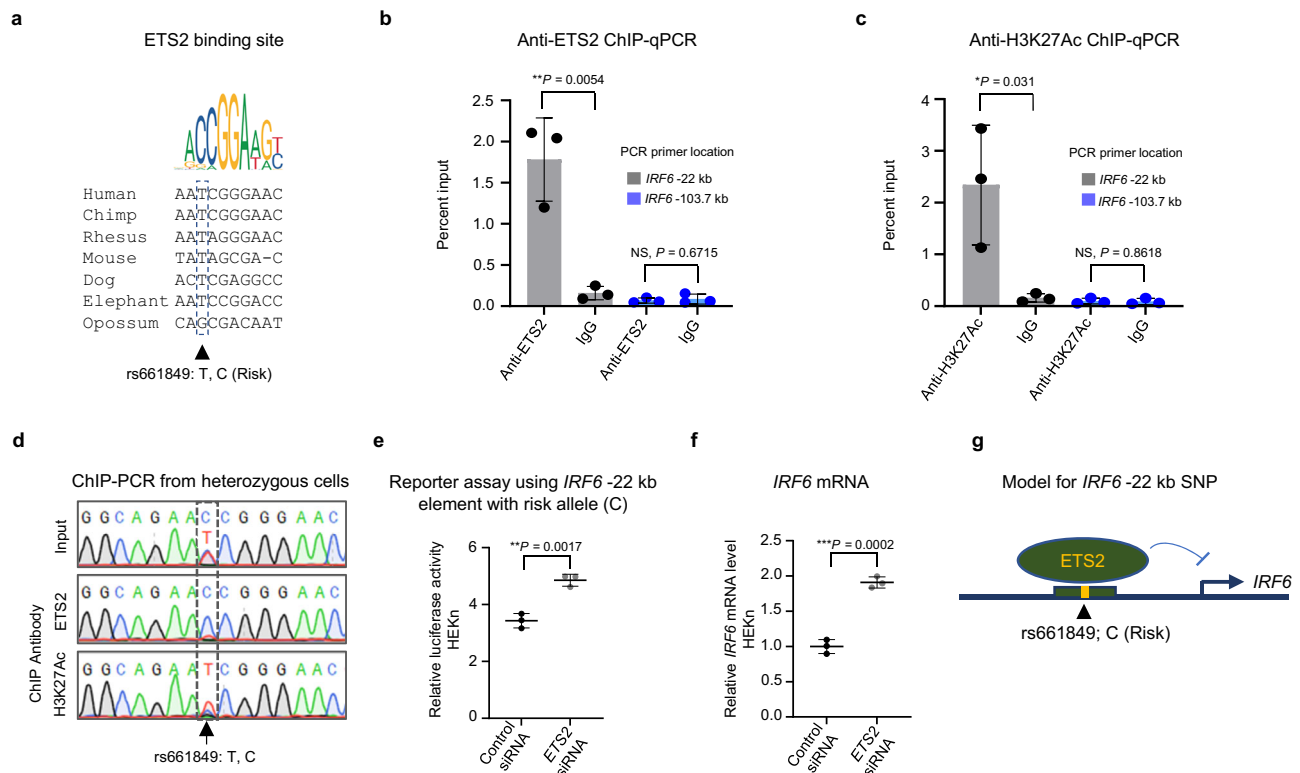 a
ETS2 binding site
ACCGGAAGT
Human AATCGGGAAC
Chimp AATCGGGAAC
Rhesus AATAGGGAAC
Mouse TATAGCGA-C
Dog ACTCGAGGCC
Elephant AATCCGGACC
Opossum CAGCGACAAT
rs661849: T, C (Risk)
b
Anti-ETS2 ChIP-qPCR
**P = 0.0054
Percent input
2.5
2.0
1.5
1.0
0.5
0.0
PCR primer location
IRF6 -22 kb
IRF6 -103.7 kb
NS, P = 0.6715
Anti-ETS2
IgG
Anti-ETS2
IgG
c
Anti-H3K27Ac ChIP-qPCR
*P = 0.031
Percent input
4
3
2
1
0
PCR primer location
IRF6 -22 kb
IRF6 -103.7 kb
NS, P = 0.8618
Anti-H3K27Ac
IgG
Anti-H3K27Ac
IgG
d
ChIP-PCR from heterozygous cells
Input
G G C A G A A C C G G G A A C
T
ChIP Antibody
ETS2
G G C A G A A C C G G G A A C
H3K27Ac
G G C A G A A T C G G G A A C
rs661849: T, C
e
Reporter assay using IRF6 -22 kb
element with risk allele (C)
**P = 0.0017
Relative luciferase activity
HEKn
6
4
2
0
Control
siRNA
ETS2
siRNA
f
IRF6 mRNA
***P = 0.0002
Relative IRF6 mRNA level
HEKn
2.5
2.0
1.5
1.0
0.5
0.0
Control
siRNA
ETS2
siRNA
g
Model for IRF6 -22 kb SNP
ETS2
IRF6
rs661849; C (Risk)